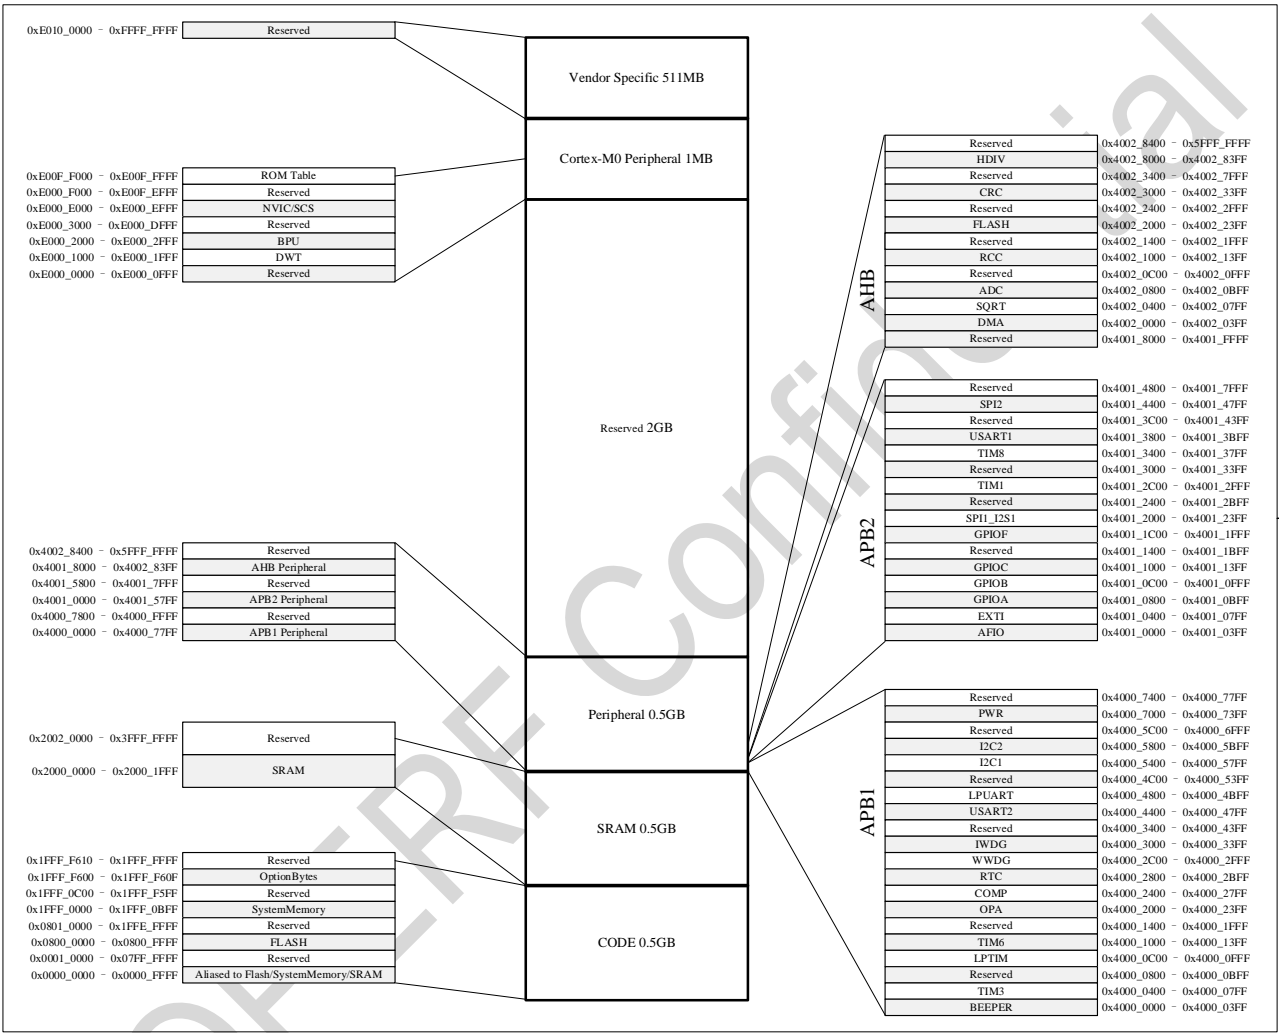 0xE010_0000 - 0xFFFF_FFFF Reserved
Vendor Specific 511MB
Cortex-M0 Peripheral 1MB
0xE00F_F000 - 0xE00F_FFFF ROM Table
0xE000_F000 - 0xE00F_EFFF Reserved
0xE000_E000 - 0xE000_EFFF NVIC/SCS
0xE000_3000 - 0xE000_DFFF Reserved
0xE000_2000 - 0xE000_2FFF BPU
0xE000_1000 - 0xE000_1FFF DWT
0xE000_0000 - 0xE000_0FFF Reserved
Reserved 2GB
0x4002_8400 - 0x5FFF_FFFF Reserved
0x4001_8000 - 0x4002_83FF AHB Peripheral
0x4001_5800 - 0x4001_7FFF Reserved
0x4001_0000 - 0x4001_57FF APB2 Peripheral
0x4000_7800 - 0x4000_FFFF Reserved
0x4000_0000 - 0x4000_77FF APB1 Peripheral
Peripheral 0.5GB
0x2002_0000 - 0x3FFF_FFFF Reserved
0x2000_0000 - 0x2000_1FFF SRAM
SRAM 0.5GB
0x1FFF_F610 - 0x1FFF_FFFF Reserved
0x1FFF_F600 - 0x1FFF_F60F OptionBytes
0x1FFF_0C00 - 0x1FFF_F5FF Reserved
0x1FFF_0000 - 0x1FFF_0BFF SystemMemory
0x0801_0000 - 0x1FFE_FFFF Reserved
0x0800_0000 - 0x0800_FFFF FLASH
0x0001_0000 - 0x07FF_FFFF Reserved
0x0000_0000 - 0x0000_FFFF Aliased to Flash/SystemMemory/SRAM
CODE 0.5GB
AHB
Reserved 0x4002_8400 - 0x5FFF_FFFF
HDIV 0x4002_8000 - 0x4002_83FF
Reserved 0x4002_3400 - 0x4002_7FFF
CRC 0x4002_3000 - 0x4002_33FF
Reserved 0x4002_2400 - 0x4002_2FFF
FLASH 0x4002_2000 - 0x4002_23FF
Reserved 0x4002_1400 - 0x4002_1FFF
RCC 0x4002_1000 - 0x4002_13FF
Reserved 0x4002_0C00 - 0x4002_0FFF
ADC 0x4002_0800 - 0x4002_0BFF
SQRT 0x4002_0400 - 0x4002_07FF
DMA 0x4002_0000 - 0x4002_03FF
Reserved 0x4001_8000 - 0x4001_FFFF
APB2
Reserved 0x4001_4800 - 0x4001_7FFF
SPI2 0x4001_4400 - 0x4001_47FF
Reserved 0x4001_3C00 - 0x4001_43FF
USART1 0x4001_3800 - 0x4001_3BFF
TIM8 0x4001_3400 - 0x4001_37FF
Reserved 0x4001_3000 - 0x4001_33FF
TIM1 0x4001_2C00 - 0x4001_2FFF
Reserved 0x4001_2400 - 0x4001_2BFF
SPI1_I2S1 0x4001_2000 - 0x4001_23FF
GPIOF 0x4001_1C00 - 0x4001_1FFF
Reserved 0x4001_1400 - 0x4001_1BFF
GPIOC 0x4001_1000 - 0x4001_13FF
GPIOB 0x4001_0C00 - 0x4001_0FFF
GPIOA 0x4001_0800 - 0x4001_0BFF
EXTI 0x4001_0400 - 0x4001_07FF
AFIO 0x4001_0000 - 0x4001_03FF
APB1
Reserved 0x4000_7400 - 0x4000_77FF
PWR 0x4000_7000 - 0x4000_73FF
Reserved 0x4000_5C00 - 0x4000_6FFF
I2C2 0x4000_5800 - 0x4000_5BFF
I2C1 0x4000_5400 - 0x4000_57FF
Reserved 0x4000_4C00 - 0x4000_53FF
LPUART 0x4000_4800 - 0x4000_4BFF
USART2 0x4000_4400 - 0x4000_47FF
Reserved 0x4000_3400 - 0x4000_43FF
IWDG 0x4000_3000 - 0x4000_33FF
WWDG 0x4000_2C00 - 0x4000_2FFF
RTC 0x4000_2800 - 0x4000_2BFF
COMP 0x4000_2400 - 0x4000_27FF
OPA 0x4000_2000 - 0x4000_23FF
Reserved 0x4000_1400 - 0x4000_1FFF
TIM6 0x4000_1000 - 0x4000_13FF
LPTIM 0x4000_0C00 - 0x4000_0FFF
Reserved 0x4000_0800 - 0x4000_0BFF
TIM3 0x4000_0400 - 0x4000_07FF
BEEPER 0x4000_0000 - 0x4000_03FF